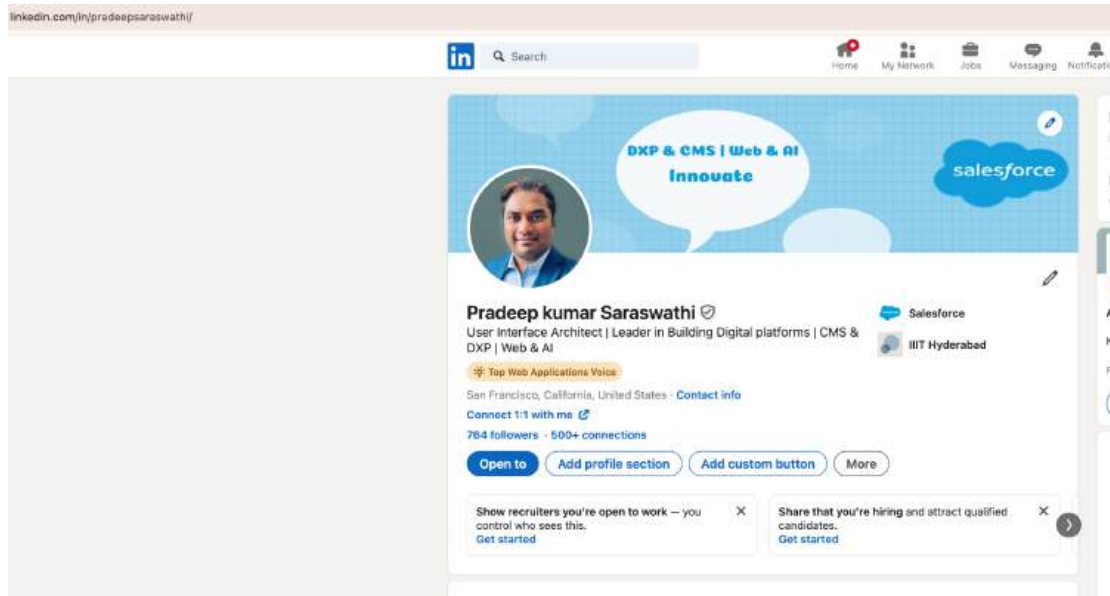 linkedin.com/in/pradeepsaraswathi/
in
Search
Home
My Network
Jobs
Messaging
DXP & CMS | Web & AI
Innovate
salesforce
Pradeep kumar Saraswathi
User Interface Architect | Leader in Building Digital platforms | CMS &
DXP | Web & AI
Top Web Applications Voice
San Francisco, California, United States · Contact info
Connect 1:1 with me
764 followers · 500+ connections
Salesforce
IIIT Hyderabad
Open to
Add profile section
Add custom button
More
Show recruiters you're open to work — you
control who sees this.
Get started
Share that you're hiring and attract qualified
candidates.
Get started